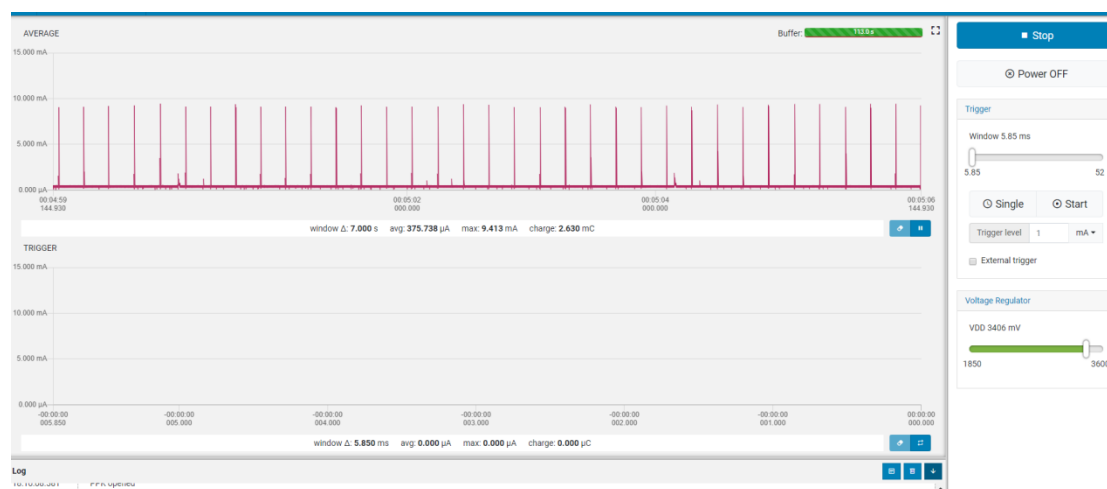 AVERAGE
Buffer: 113.0 s
15.000 mA
10.000 mA
5.000 mA
0.000 µA
00:04:59 00:05:02 00:05:04 00:05:06
144.930 000.000 000.000 144.930
window Δ: 7.000 s avg: 375.738 µA max: 9.413 mA charge: 2.630 mC
TRIGGER
15.000 mA
10.000 mA
5.000 mA
0.000 µA
-00:00:00 -00:00:00 -00:00:00 -00:00:00 -00:00:00 -00:00:00 00:00:00
005.850 005.000 004.000 003.000 002.000 001.000 000.000
window Δ: 5.850 ms avg: 0.000 µA max: 0.000 µA charge: 0.000 µC
Log
PPK opened
Stop
Power OFF
Trigger
Window 5.85 ms
5.85 52
Single Start
Trigger level 1 mA
External trigger
Voltage Regulator
VDD 3406 mV
1850 3600